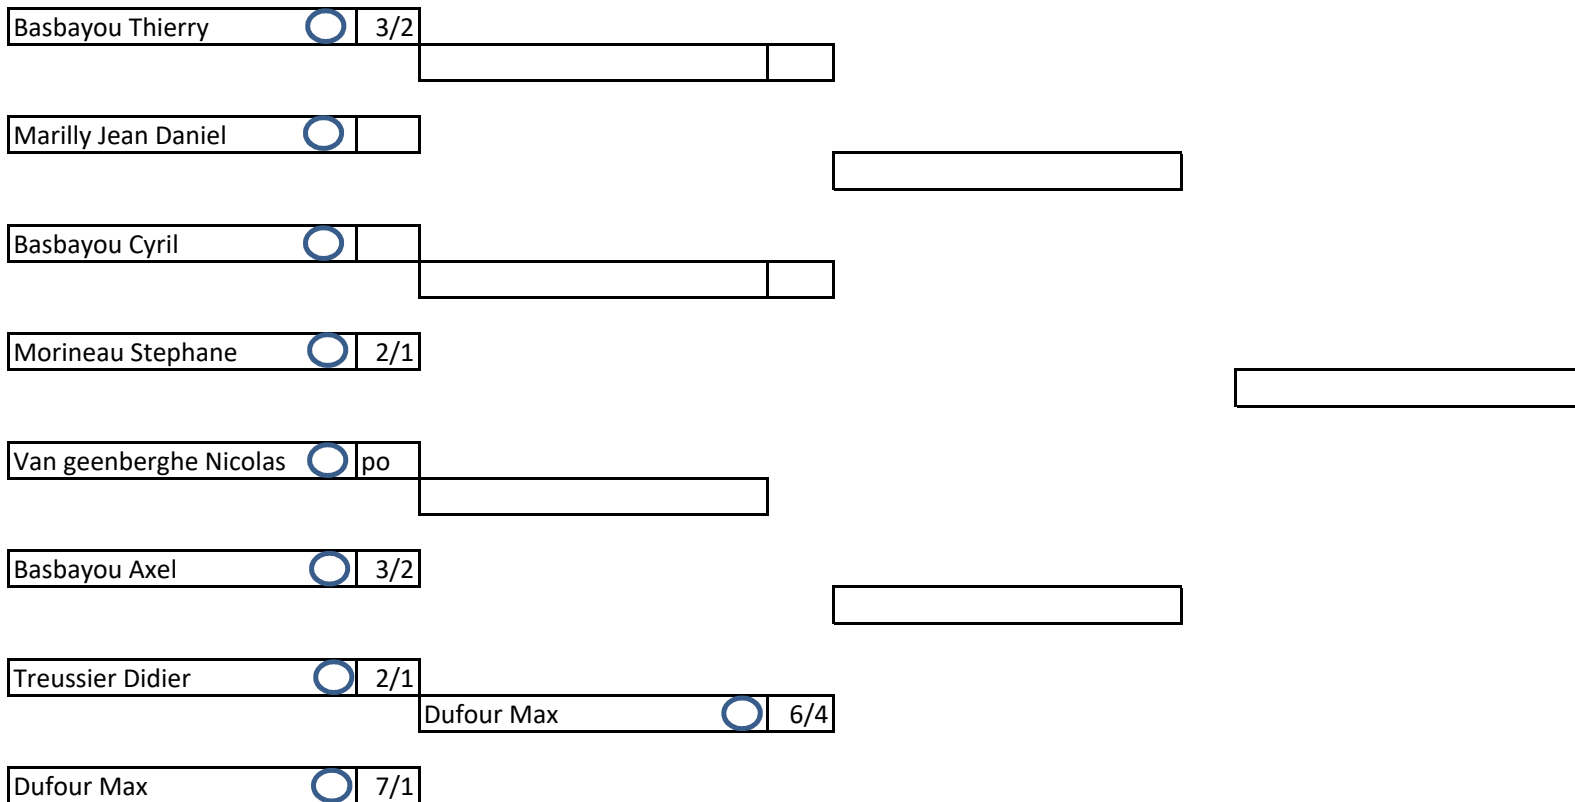 Basbayou Thierry 3/2
Marilly Jean Daniel
Basbayou Cyril
Morineau Stephane 2/1
Van geenberghe Nicolas po
Basbayou Axel 3/2
Treussier Didier 2/1
Dufour Max 6/4
Dufour Max 7/1